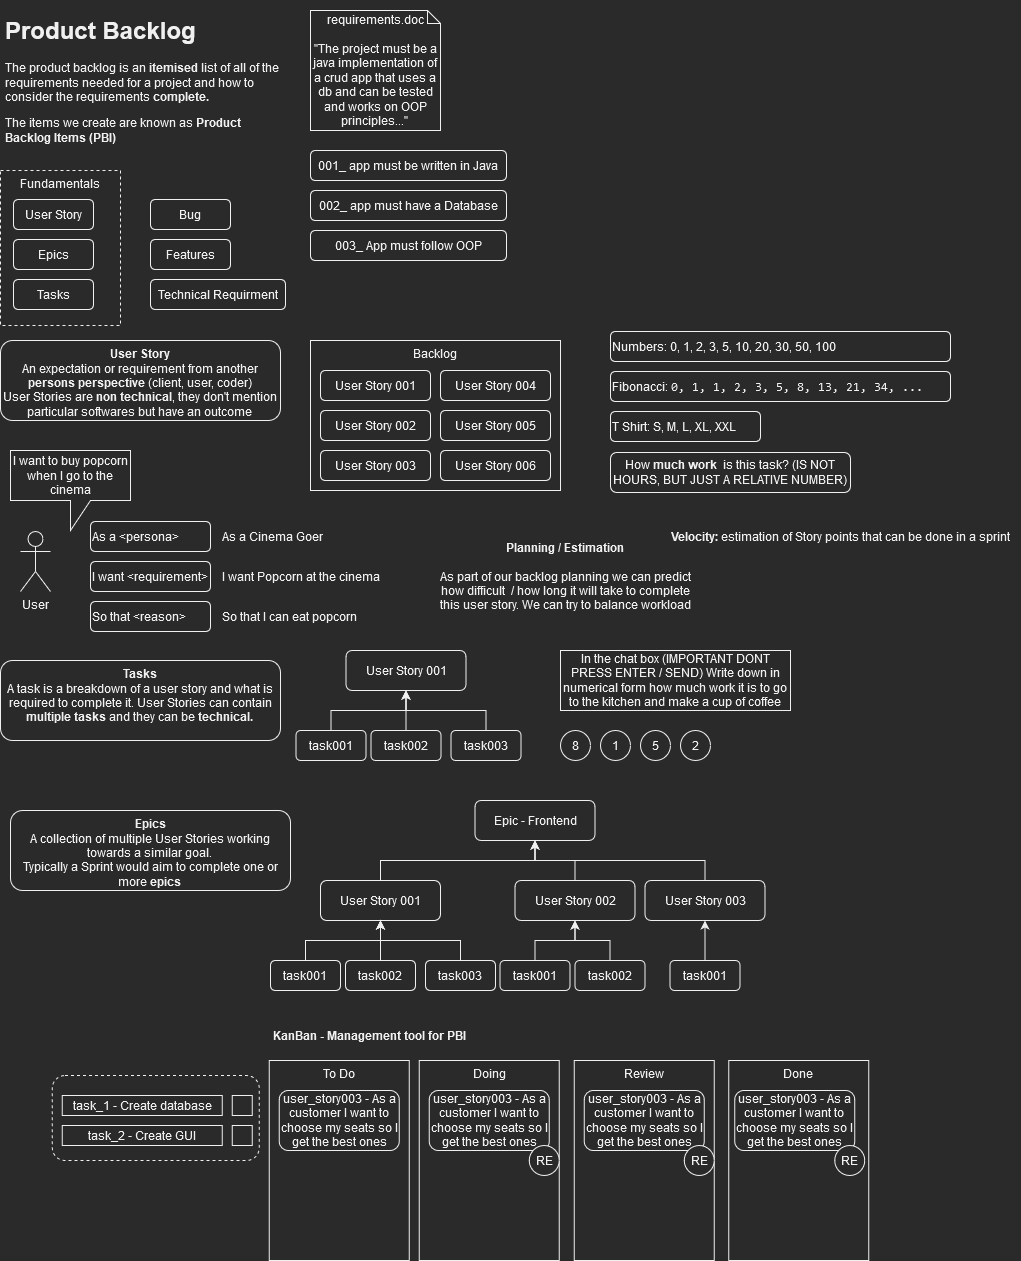 Product Backlog
The product backlog is an itemised list of all of the
requirements needed for a project and how to
consider the requirements complete.
The items we create are known as Product
Backlog Items (PBI)
requirements.doc
"The project must be a
java implementation of
a crud app that uses a
db and can be tested
and works on OOP
principles..."
001_ app must be written in Java
002_ app must have a Database
003_ App must follow OOP
Fundamentals
User Story
Epics
Tasks
Bug
Features
Technical Requirment
User Story
An expectation or requirement from another
persons perspective (client, user, coder)
User Stories are non technical, they don't mention
particular softwares but have an outcome
Backlog
User Story 001
User Story 004
User Story 002
User Story 005
User Story 003
User Story 006
Numbers: 0, 1, 2, 3, 5, 10, 20, 30, 50, 100
Fibonacci: 0, 1, 1, 2, 3, 5, 8, 13, 21, 34, ...
T Shirt: S, M, L, XL, XXL
How much work is this task? (IS NOT
HOURS, BUT JUST A RELATIVE NUMBER)
I want to buy popcorn
when I go to the
cinema
User
As a <persona>
As a Cinema Goer
I want <requirement>
I want Popcorn at the cinema
So that <reason>
So that I can eat popcorn
Planning / Estimation
As part of our backlog planning we can predict
how difficult / how long it will take to complete
this user story. We can try to balance workload
Velocity: estimation of Story points that can be done in a sprint
Tasks
A task is a breakdown of a user story and what is
required to complete it. User Stories can contain
multiple tasks and they can be technical.
User Story 001
task001
task002
task003
In the chat box (IMPORTANT DONT
PRESS ENTER / SEND) Write down in
numerical form how much work it is to go
to the kitchen and make a cup of coffee
8
1
5
2
Epics
A collection of multiple User Stories working
towards a similar goal.
Typically a Sprint would aim to complete one or
more epics
Epic - Frontend
User Story 001
User Story 002
User Story 003
task001
task002
task003
task001
task002
task001
KanBan - Management tool for PBI
task_1 - Create database
task_2 - Create GUI
To Do
user_story003 - As a
customer I want to
choose my seats so I
get the best ones
Doing
user_story003 - As a
customer I want to
choose my seats so I
get the best ones
RE
Review
user_story003 - As a
customer I want to
choose my seats so I
get the best ones
RE
Done
user_story003 - As a
customer I want to
choose my seats so I
get the best ones
RE